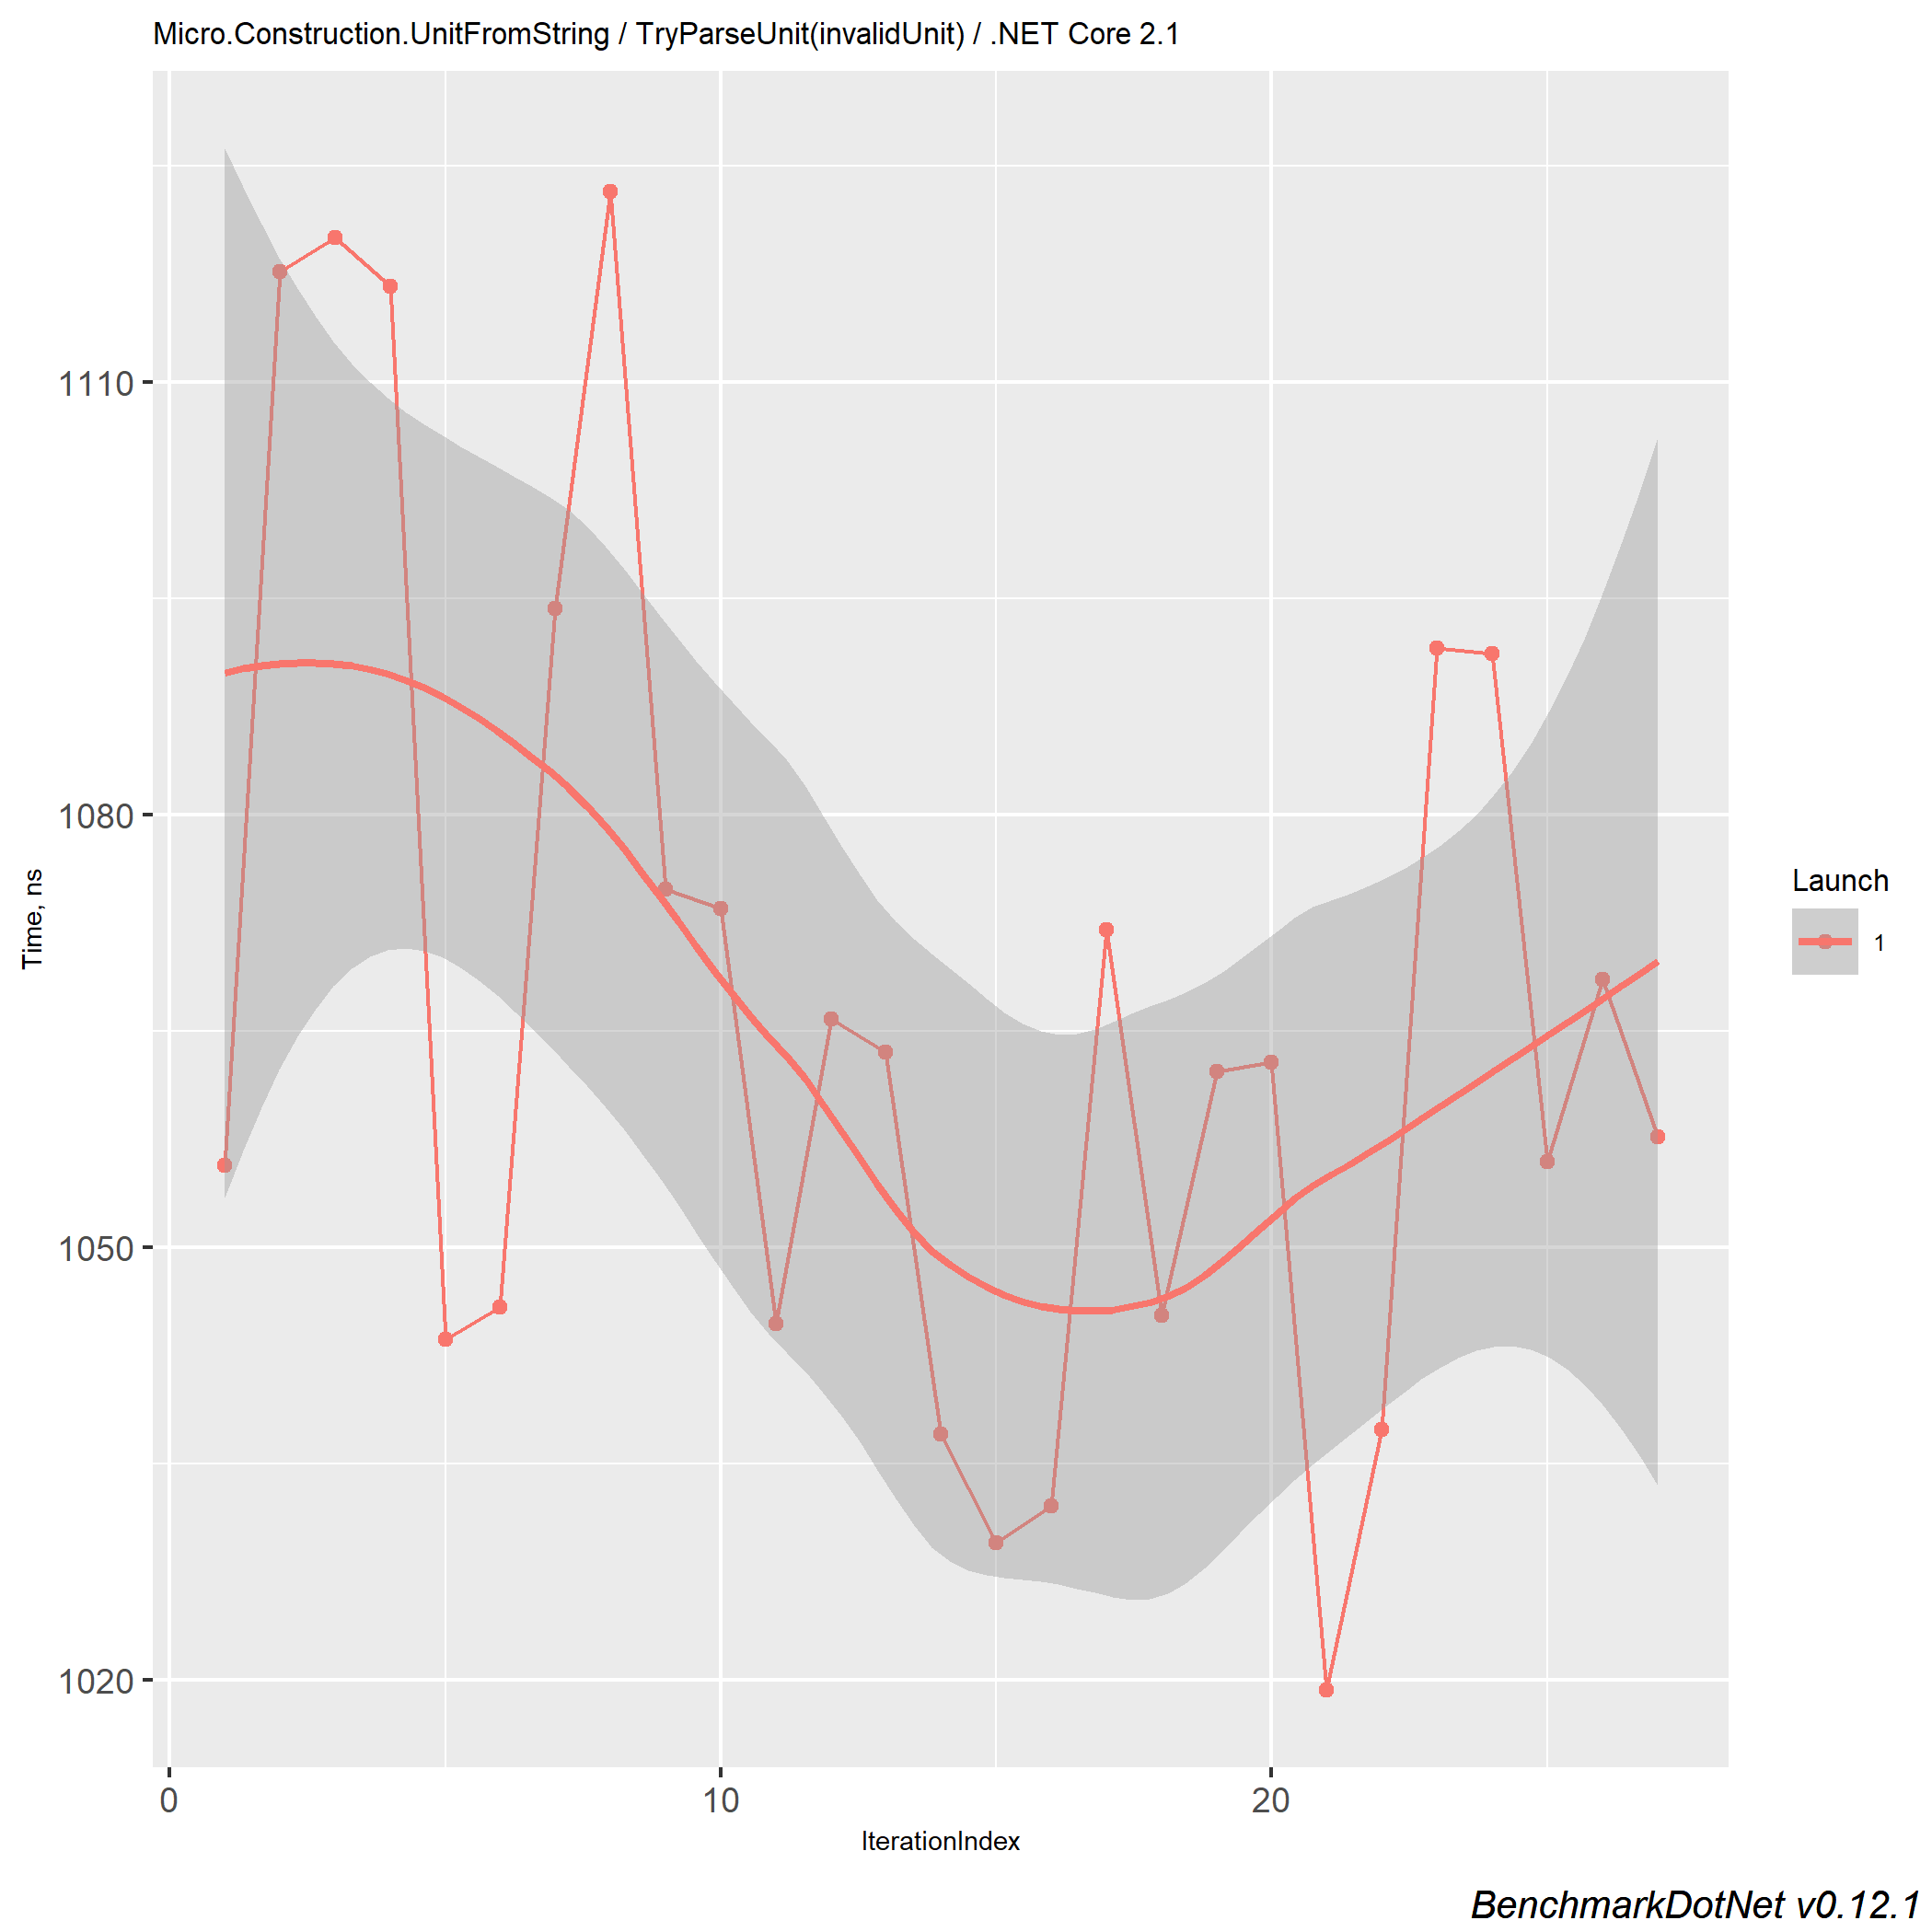 Micro.Construction.UnitFromString / TryParseUnit(invalidUnit) / .NET Core 2.1
1110
1080
1050
1020
Time, ns
0 10 20
IterationIndex
Launch
1
BenchmarkDotNet v0.12.1